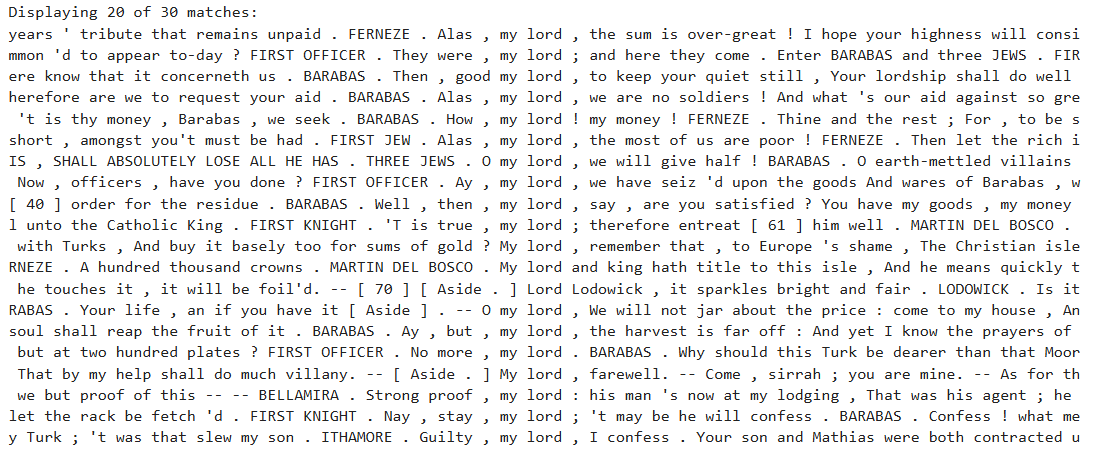 Displaying 20 of 30 matches:
years ' tribute that remains unpaid . FERNEZE . Alas , my lord , the sum is over-great ! I hope your highness will consi
mmon 'd to appear to-day ? FIRST OFFICER . They were , my lord ; and here they come . Enter BARABAS and three JEWS . FIR
ere know that it concerneth us . BARABAS . Then , good my lord , to keep your quiet still , Your lordship shall do well
herefore are we to request your aid . BARABAS . Alas , my lord , we are no soldiers ! And what 's our aid against so gre
't is thy money , Barabas , we seek . BARABAS . How , my lord ! my money ! FERNEZE . Thine and the rest ; For , to be s
short , amongst you't must be had . FIRST JEW . Alas , my lord , the most of us are poor ! FERNEZE . Then let the rich i
IS , SHALL ABSOLUTELY LOSE ALL HE HAS . THREE JEWS . O my lord , we will give half ! BARABAS . O earth-mettled villains
Now , officers , have you done ? FIRST OFFICER . Ay , my lord , we have seiz 'd upon the goods And wares of Barabas , w
[ 40 ] order for the residue . BARABAS . Well , then , my lord , say , are you satisfied ? You have my goods , my money
l unto the Catholic King . FIRST KNIGHT . 'T is true , my lord ; therefore entreat [ 61 ] him well . MARTIN DEL BOSCO .
with Turks , And buy it basely too for sums of gold ? My lord , remember that , to Europe 's shame , The Christian isle
RNEZE . A hundred thousand crowns . MARTIN DEL BOSCO . My lord and king hath title to this isle , And he means quickly t
he touches it , it will be foil'd. -- [ 70 ] [ Aside . ] Lord Lodowick , it sparkles bright and fair . LODOWICK . Is it
RABAS . Your life , an if you have it [ Aside ] . -- O my lord , We will not jar about the price : come to my house , An
soul shall reap the fruit of it . BARABAS . Ay , but , my lord , the harvest is far off : And yet I know the prayers of
but at two hundred plates ? FIRST OFFICER . No more , my lord . BARABAS . Why should this Turk be dearer than that Moor
That by my help shall do much villany. -- [ Aside . ] My lord , farewell. -- Come , sirrah ; you are mine. -- As for th
we but proof of this -- -- BELLAMIRA . Strong proof , my lord : his man 's now at my lodging , That was his agent ; he
let the rack be fetch 'd . FIRST KNIGHT . Nay , stay , my lord ; 't may be he will confess . BARABAS . Confess ! what me
y Turk ; 't was that slew my son . ITHAMORE . Guilty , my lord , I confess . Your son and Mathias were both contracted u